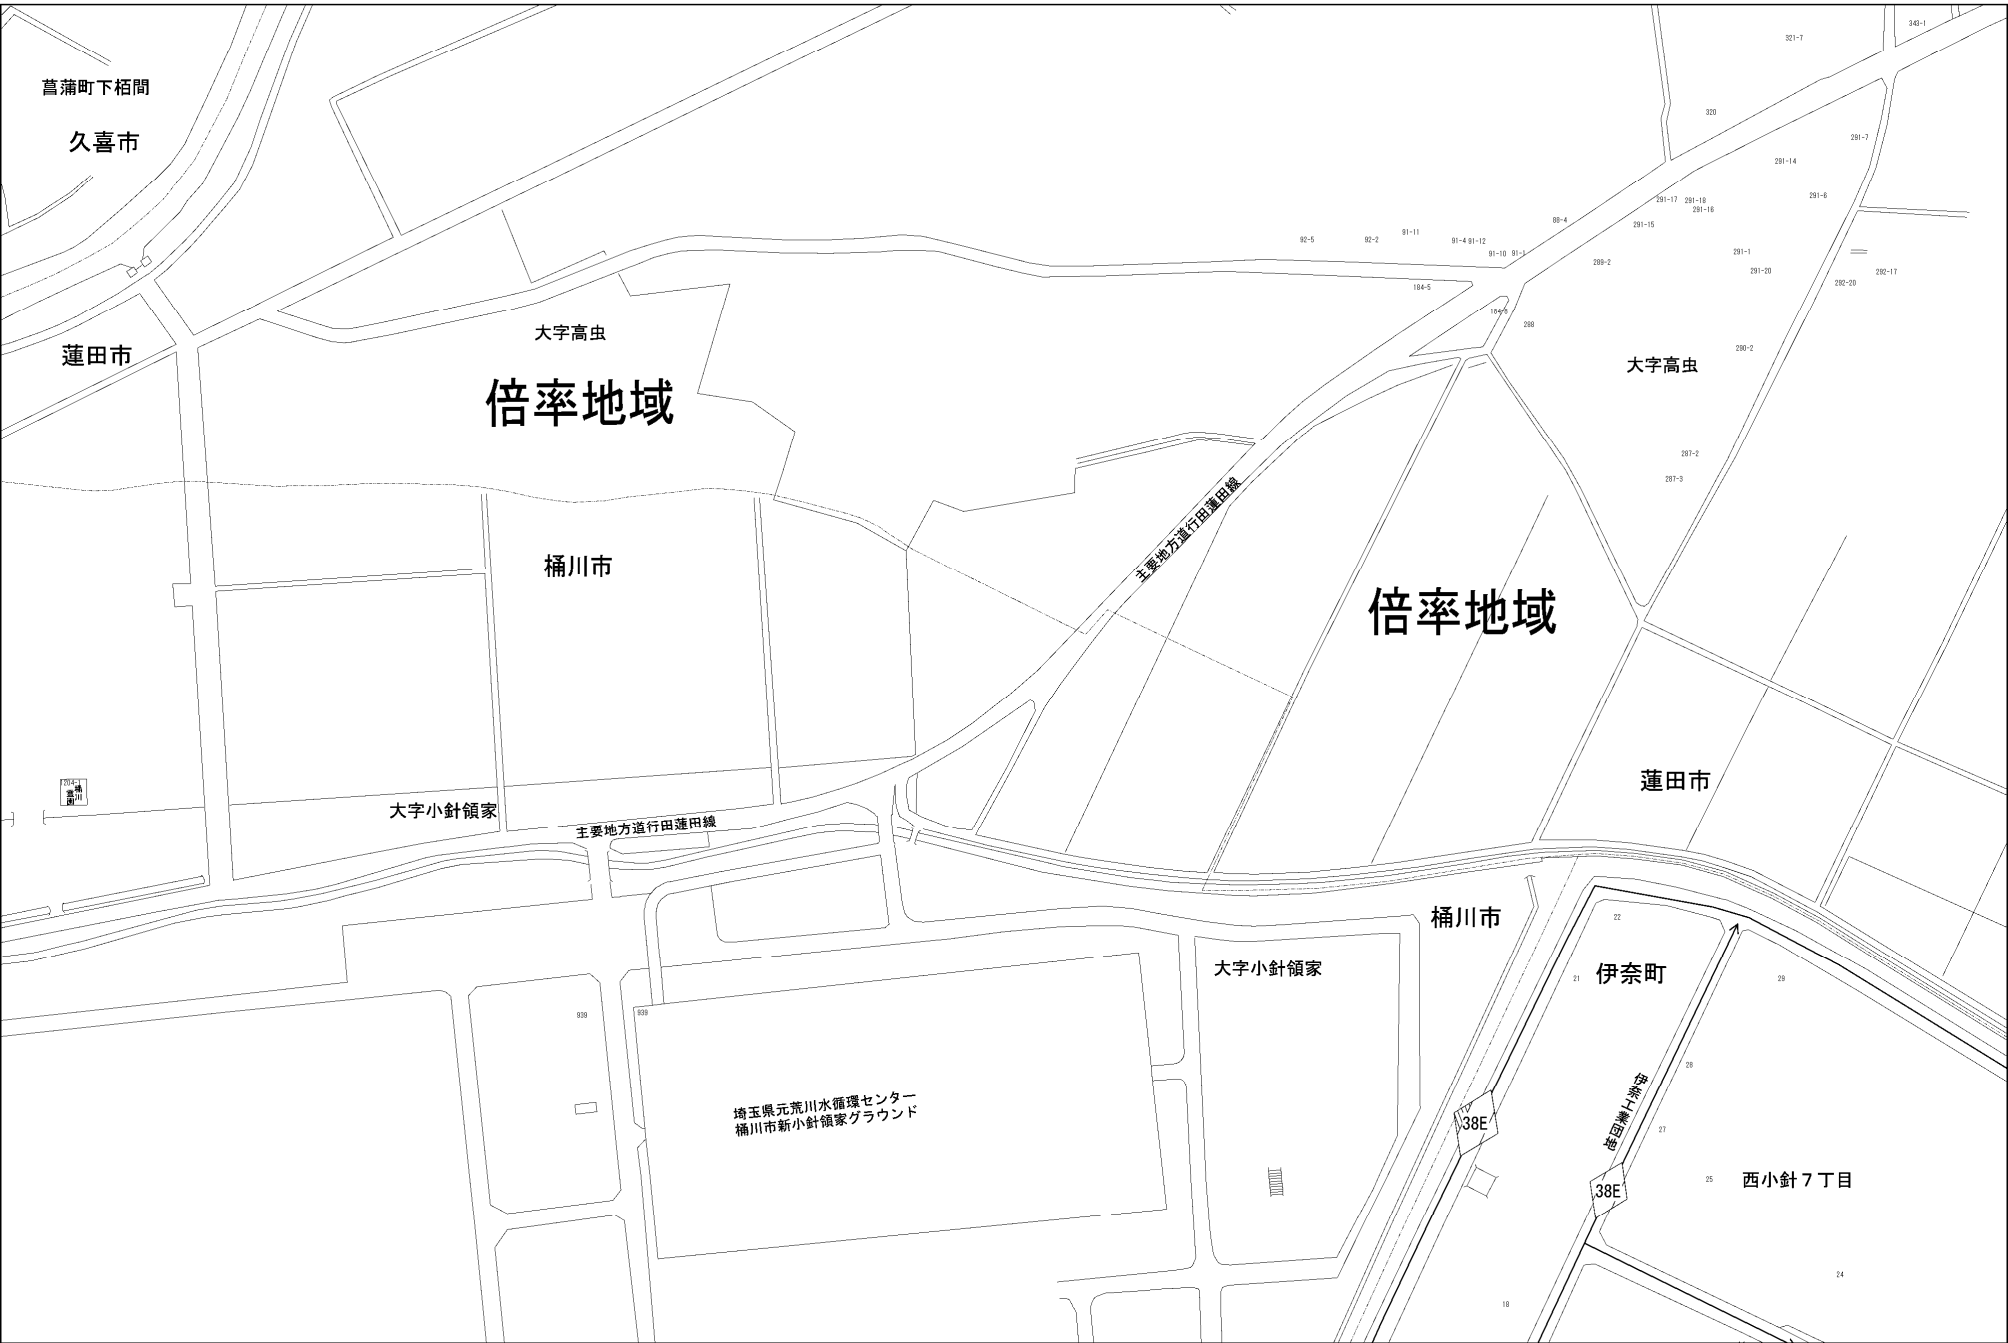 343-1
321-7
菖蒲町下栢間
320
久喜市
291-7
291-14
291-6
291-17
291-18
291-16
88-4
291-15
91-11
92-5
92-2
91-4
91-12
91-10
91-1
291-1
289-2
291-20
292-17
292-20
184-5
184-6
288
大字高虫
290-2
蓮田市
大字高虫
倍率地域
287-2
287-3
主要地方道行田蓮田線
桶川市
倍率地域
蓮田市
大字小針領家
主要地方道行田蓮田線
桶川市
22
大字小針領家
伊奈町
21
29
939
939
28
埼玉県元荒川水循環センター
桶川市新小針領家グラウンド
伊奈工業団地
38E
27
25
西小針７丁目
38E
24
18